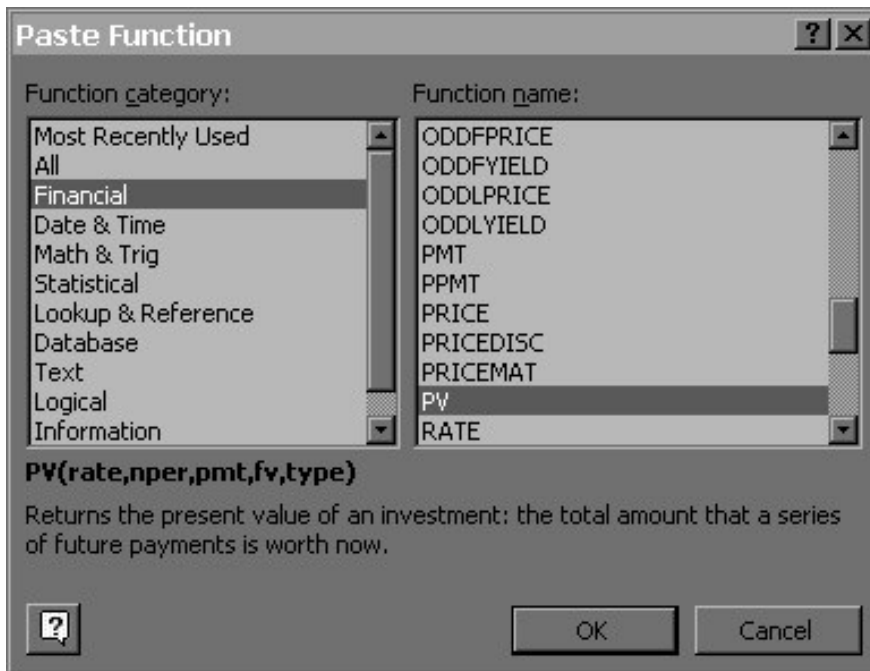 Paste Function
? X
Function category:
Most Recently Used
All
Financial
Date & Time
Math & Trig
Statistical
Lookup & Reference
Database
Text
Logical
Information
Function name:
ODDFPRICE
ODDFYIELD
ODDLPRICE
ODDLYIELD
PMT
PPMT
PRICE
PRICEDISC
PRICEMAT
PV
RATE
PV(rate,nper,pmt,fv,type)
Returns the present value of an investment: the total amount that a series
of future payments is worth now.
?
OK
Cancel